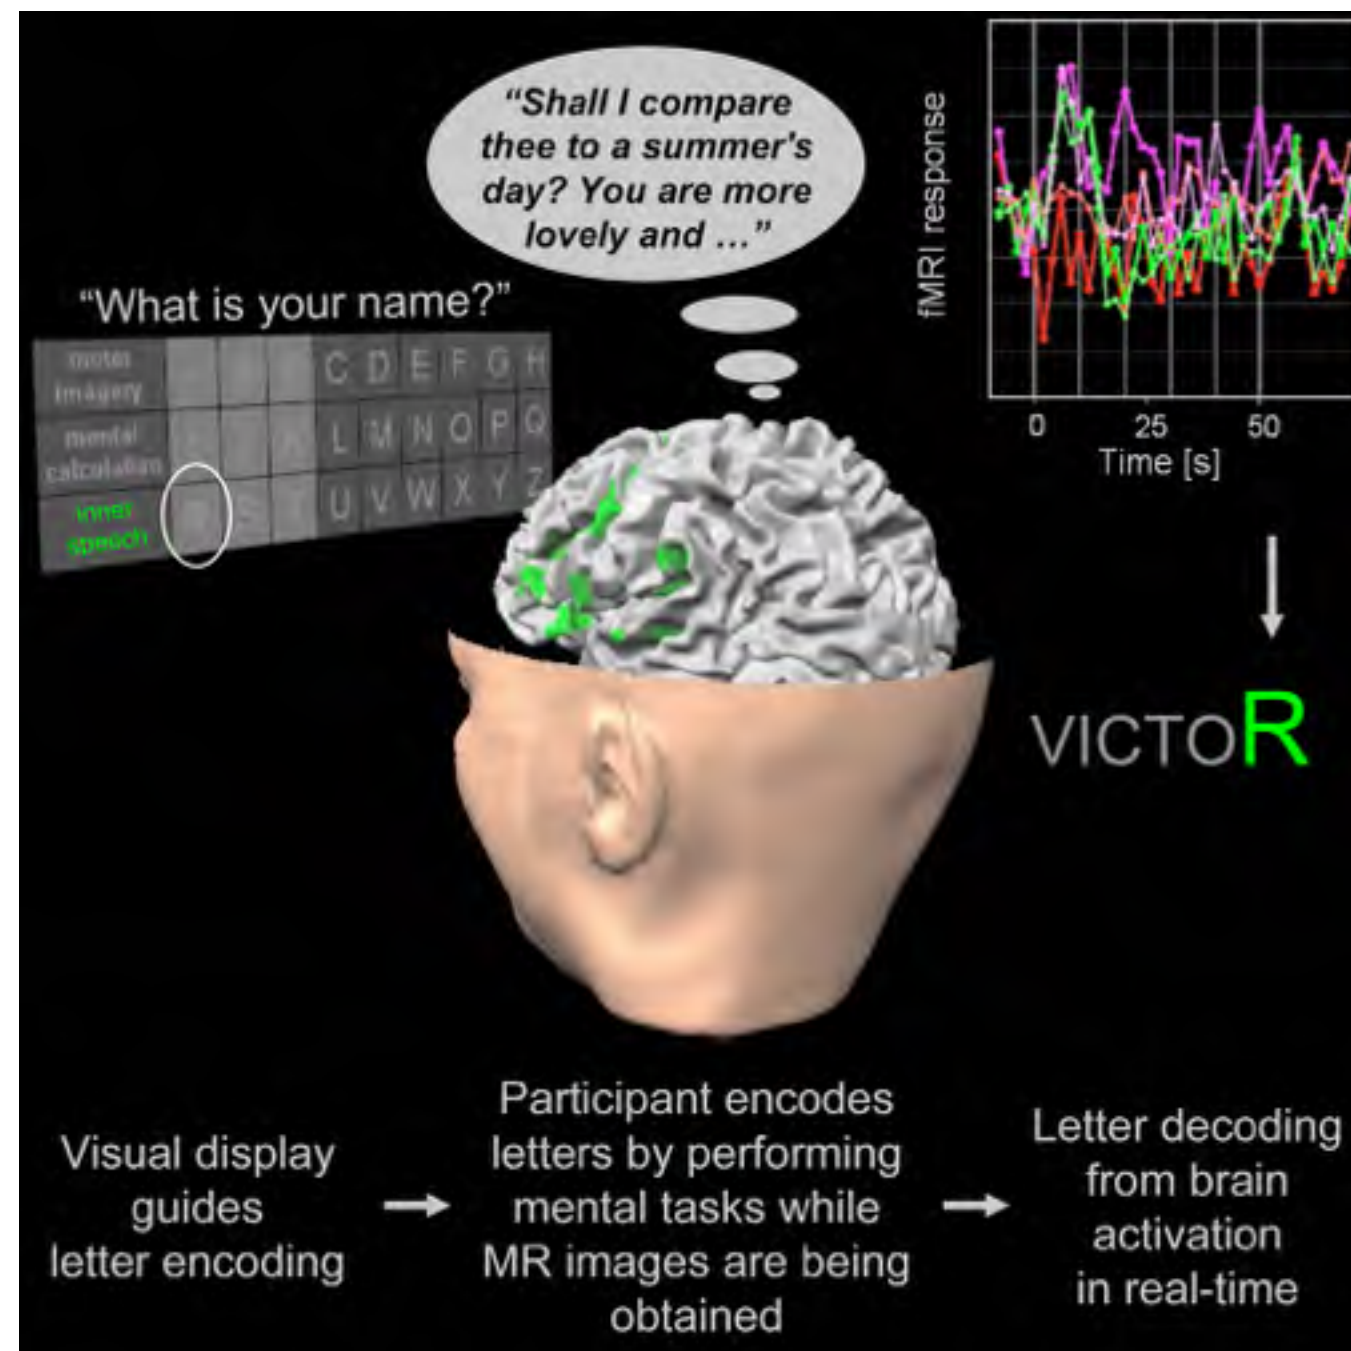 “Shall I compare
thee to a summer's
day? You are more
lovely and ...”
“What is your name?”
motor
imagery
C D E F G H
mental
calculation
L M N O P Q
inner
speech
S U V W X Y Z
fMRI response
0 25 50
Time [s]
VICTOR
Visual display
guides
letter encoding
Participant encodes
letters by performing
mental tasks while
MR images are being
obtained
Letter decoding
from brain
activation
in real-time